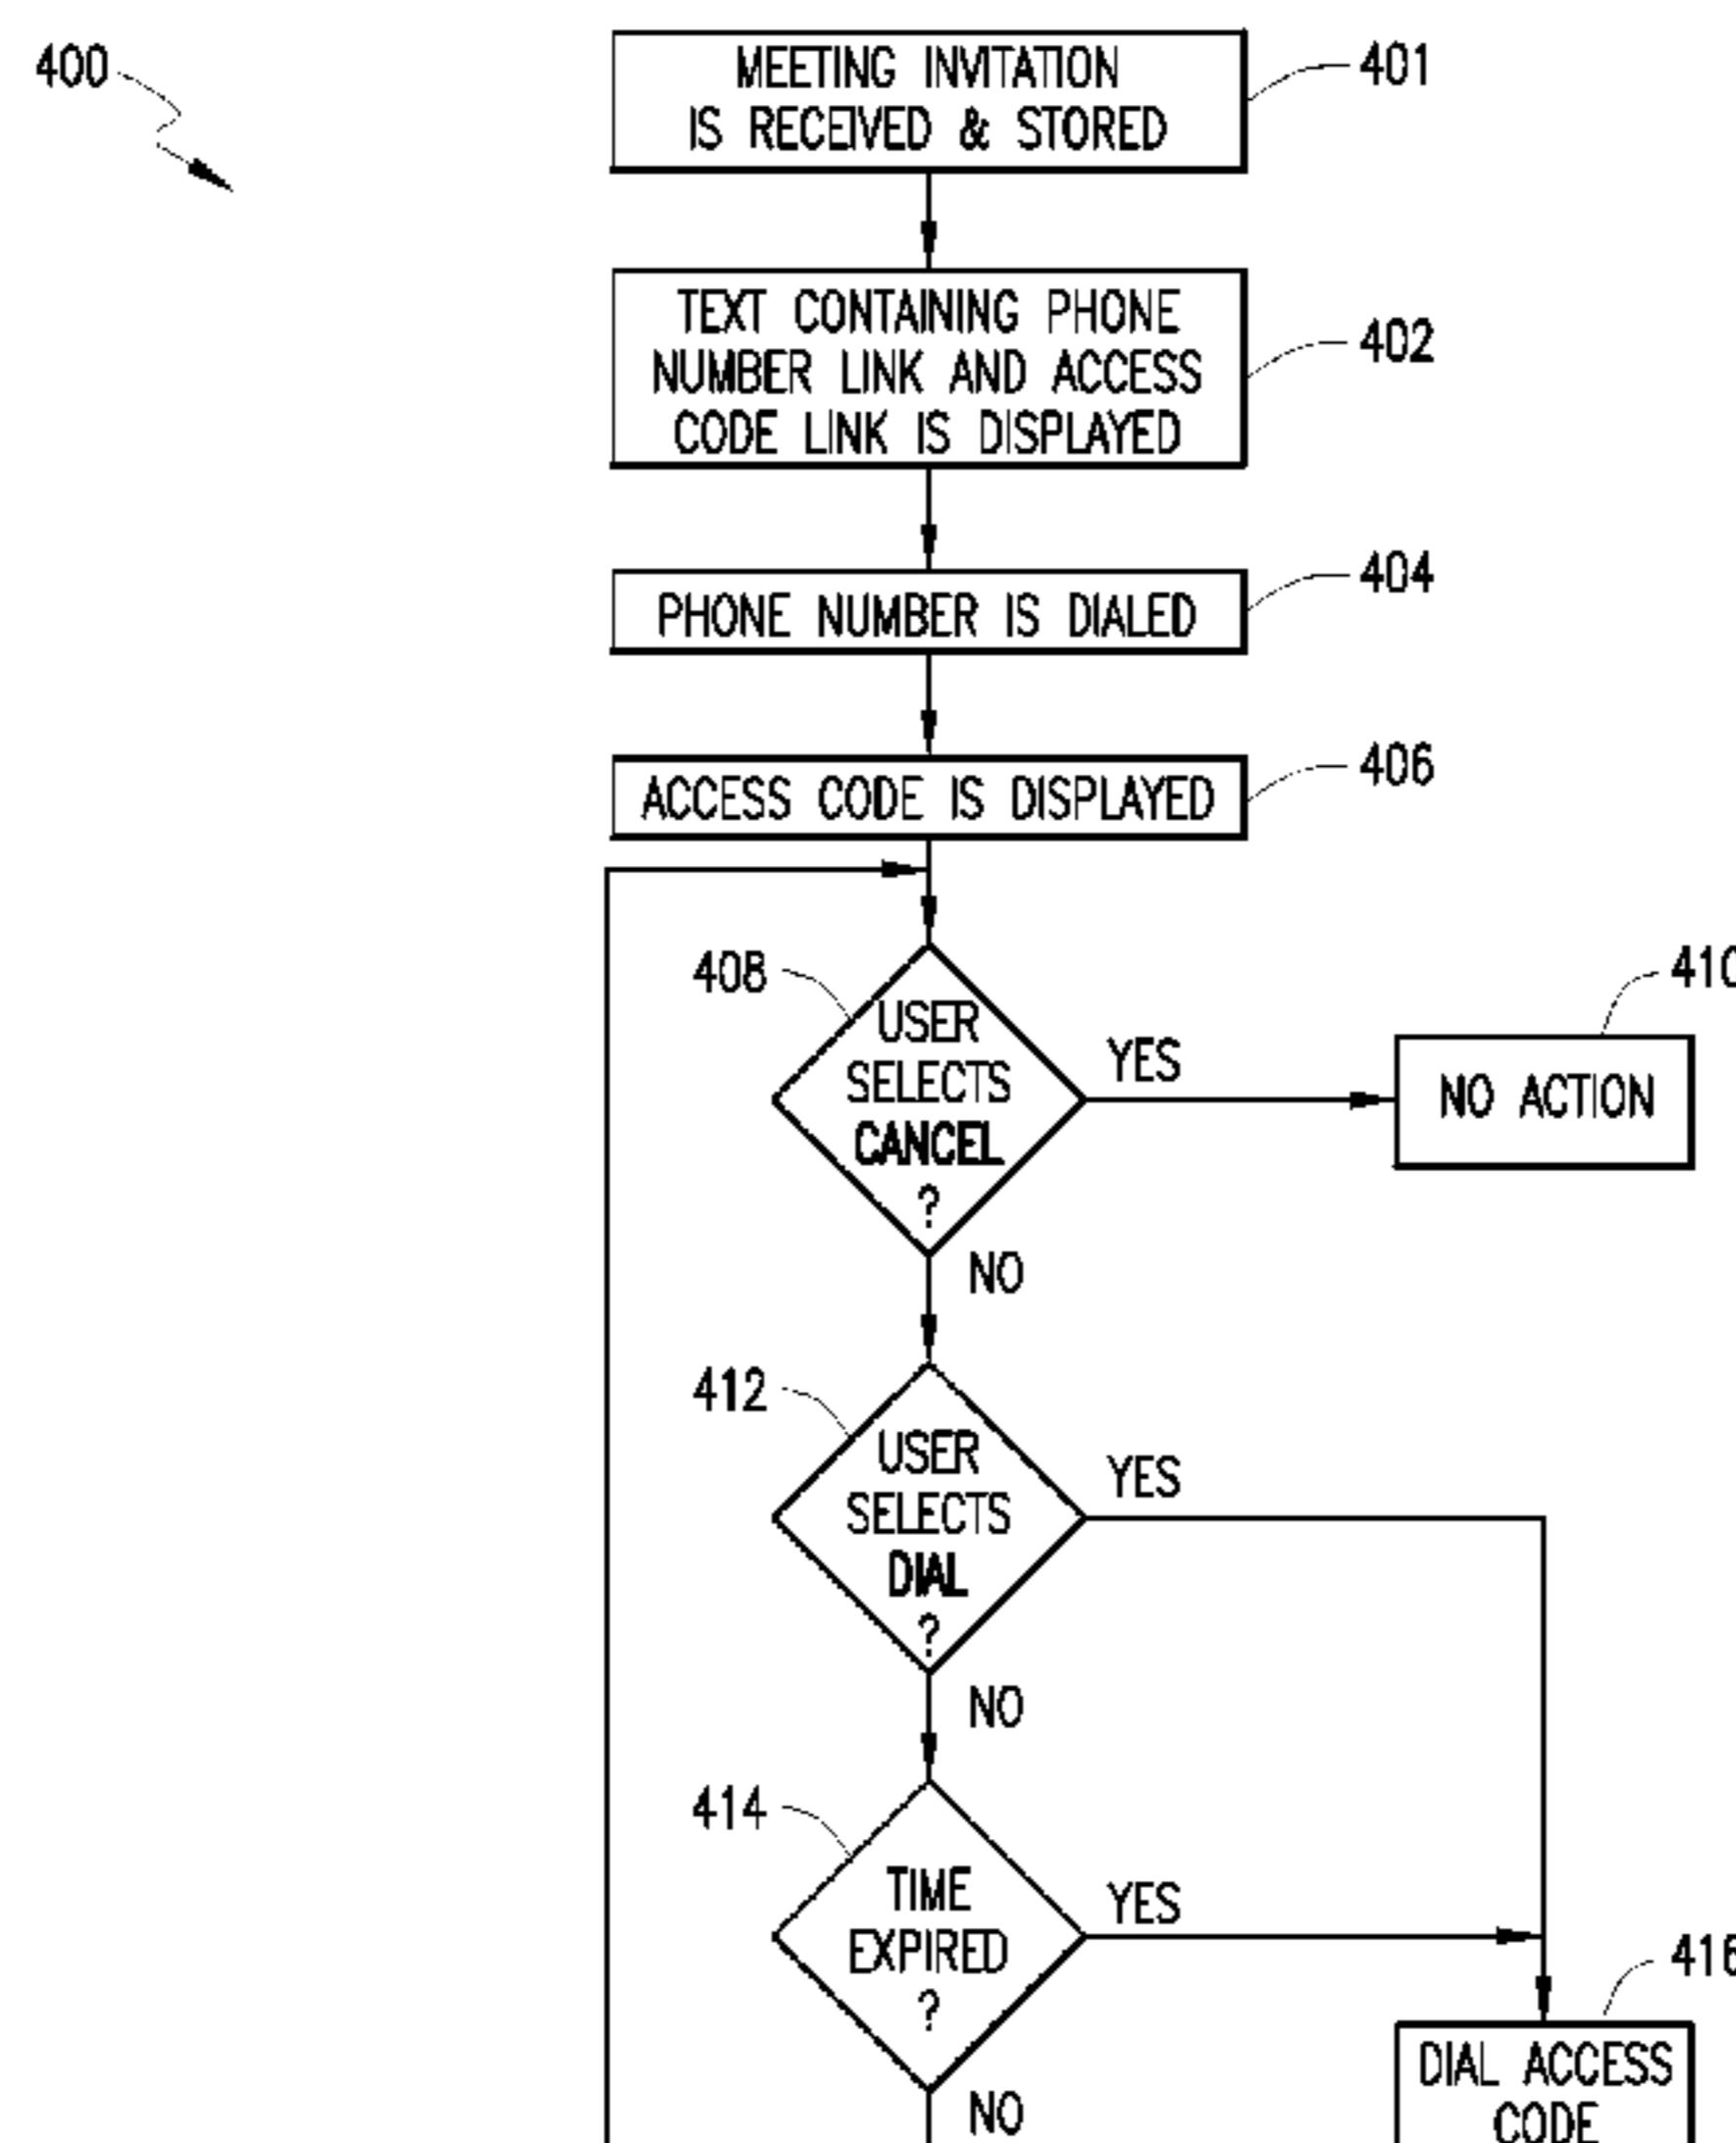 400
MEETING INVITATION
IS RECEIVED & STORED
401
TEXT CONTAINING PHONE
NUMBER LINK AND ACCESS
CODE LINK IS DISPLAYED
402
PHONE NUMBER IS DIALED
404
ACCESS CODE IS DISPLAYED
406
408
USER
SELECTS
CANCEL
?
YES
410
NO ACTION
NO
412
USER
SELECTS
DIAL
?
YES
NO
414
TIME
EXPIRED
?
YES
416
DIAL ACCESS
CODE
NO